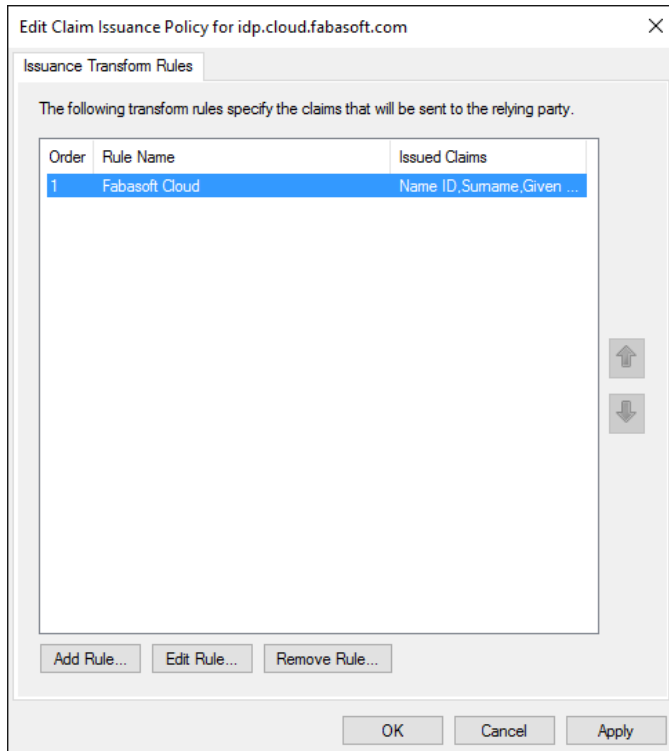 Edit Claim Issuance Policy for idp.cloud.fabasoft.com
Issuance Transform Rules
The following transform rules specify the claims that will be sent to the relying party.
Order Rule Name Issued Claims
1 Fabasoft Cloud Name ID,Surname,Given ...
Add Rule... Edit Rule... Remove Rule...
OK Cancel Apply